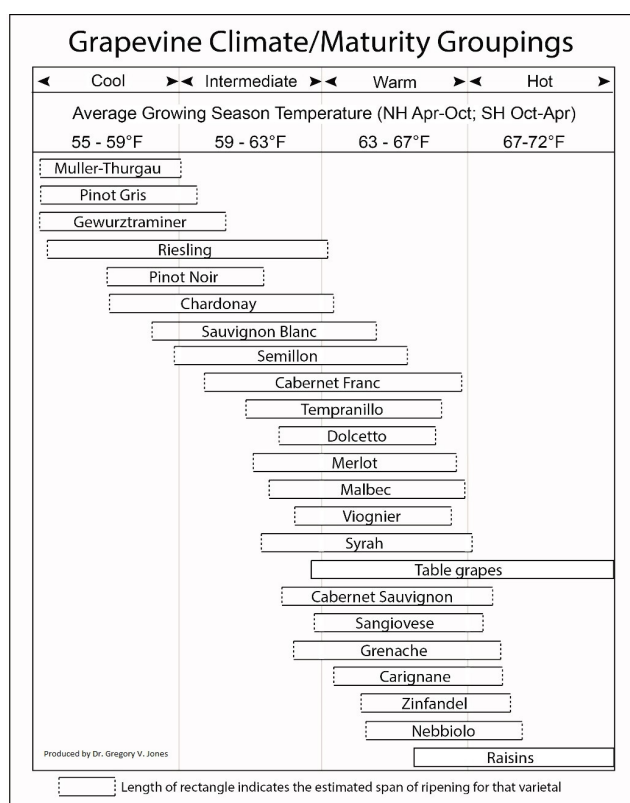 Grapevine Climate/Maturity Groupings
Cool Intermediate Warm Hot
Average Growing Season Temperature (NH Apr-Oct; SH Oct-Apr)
55 - 59°F 59 - 63°F 63 - 67°F 67-72°F
Muller-Thurgau
Pinot Gris
Gewurztraminer
Riesling
Pinot Noir
Chardonay
Sauvignon Blanc
Semillon
Cabernet Franc
Tempranillo
Dolcetto
Merlot
Malbec
Viognier
Syrah
Table grapes
Cabernet Sauvignon
Sangiovese
Grenache
Carignane
Zinfandel
Nebbiolo
Raisins
Produced by Dr. Gregory V. Jones
Length of rectangle indicates the estimated span of ripening for that varietal